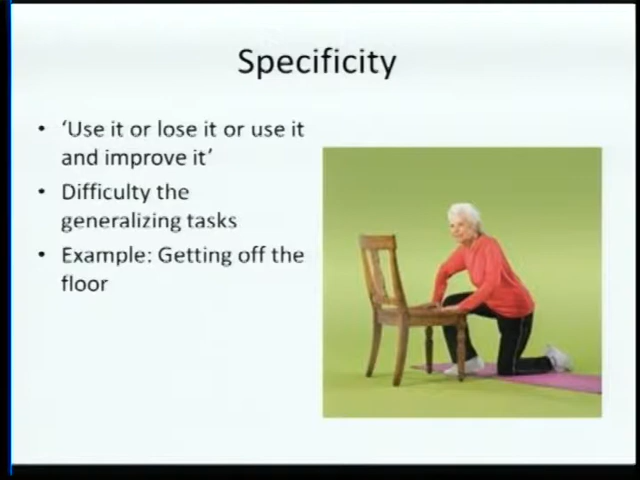 Specificity
• ‘Use it or lose it or use it
and improve it’
• Difficulty the
generalizing tasks
• Example: Getting off the
floor